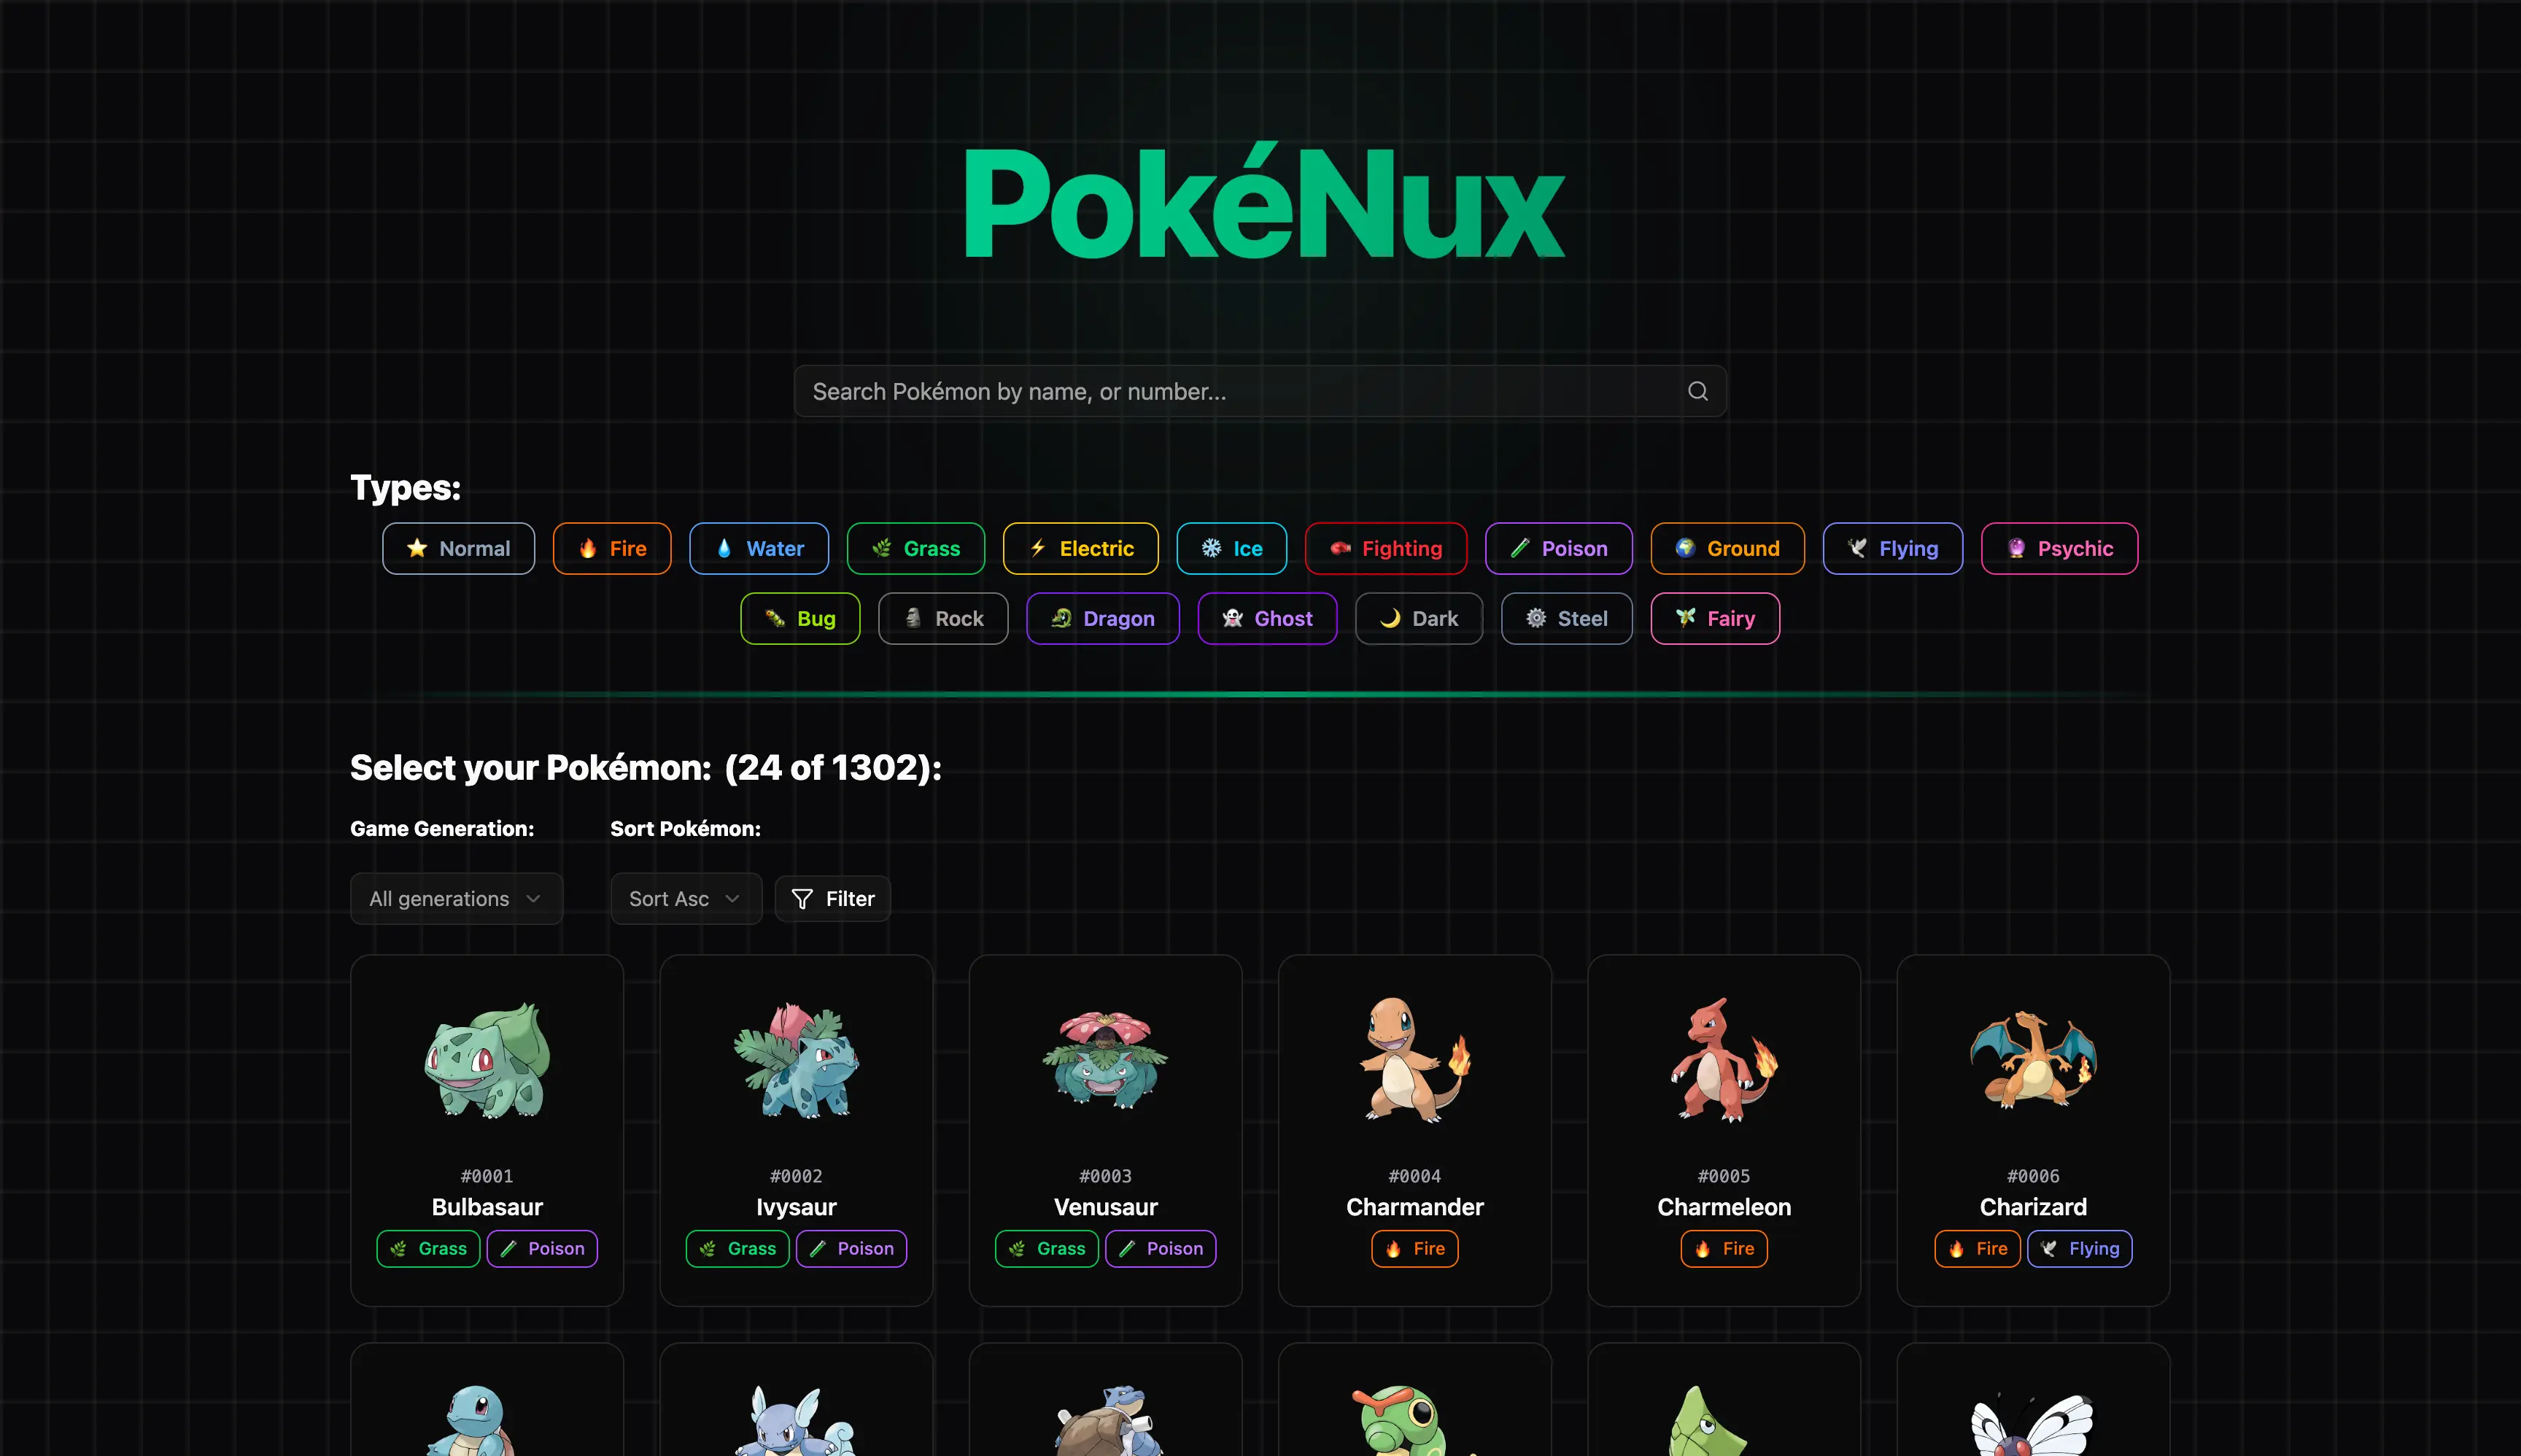 PokéNux
Search Pokémon by name, or number...
Types:
Normal Fire Water Grass Electric Ice Fighting Poison Ground Flying Psychic
Bug Rock Dragon Ghost Dark Steel Fairy
Select your Pokémon: (24 of 1302):
Game Generation: Sort Pokémon:
All generations Sort Asc Filter
#0001 #0002 #0003 #0004 #0005 #0006
Bulbasaur Ivysaur Venusaur Charmander Charmeleon Charizard
Grass Poison Grass Poison Grass Poison Fire Fire Fire Flying